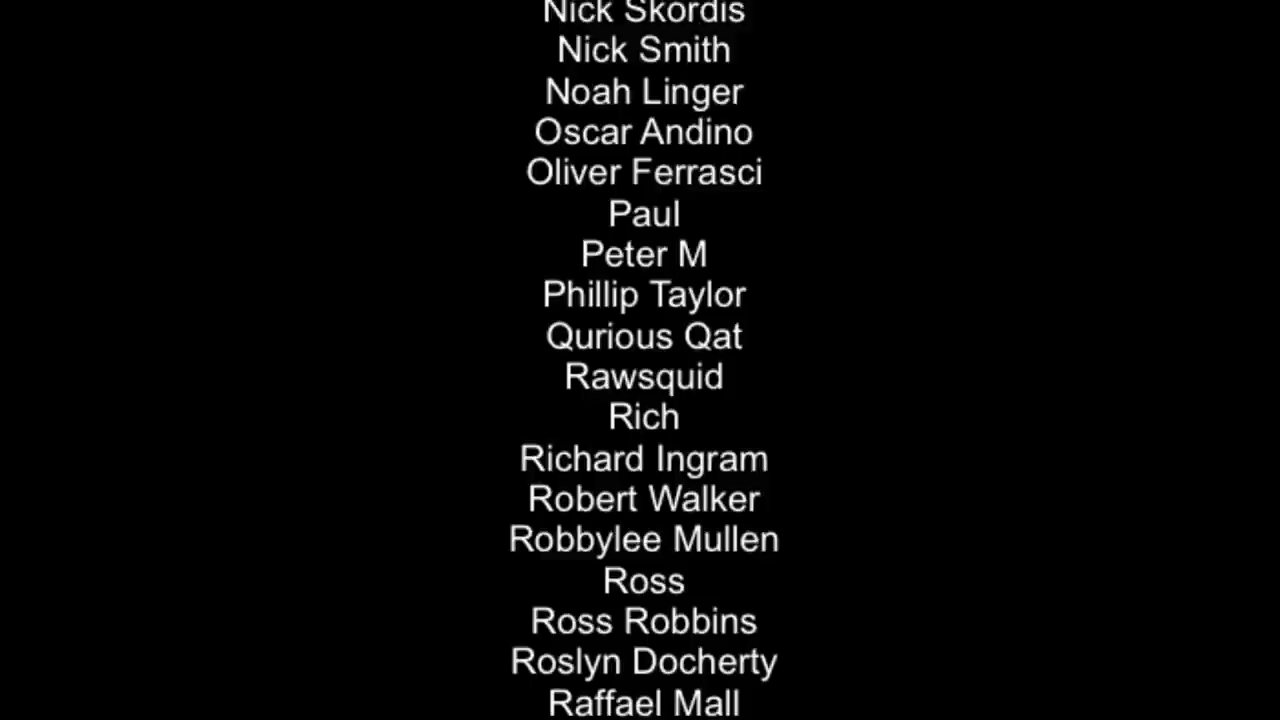 Nick Skordis
Nick Smith
Noah Linger
Oscar Andino
Oliver Ferrasci
Paul
Peter M
Phillip Taylor
Qurious Qat
Rawsquid
Rich
Richard Ingram
Robert Walker
Robbylee Mullen
Ross
Ross Robbins
Roslyn Docherty
Raffael Mall